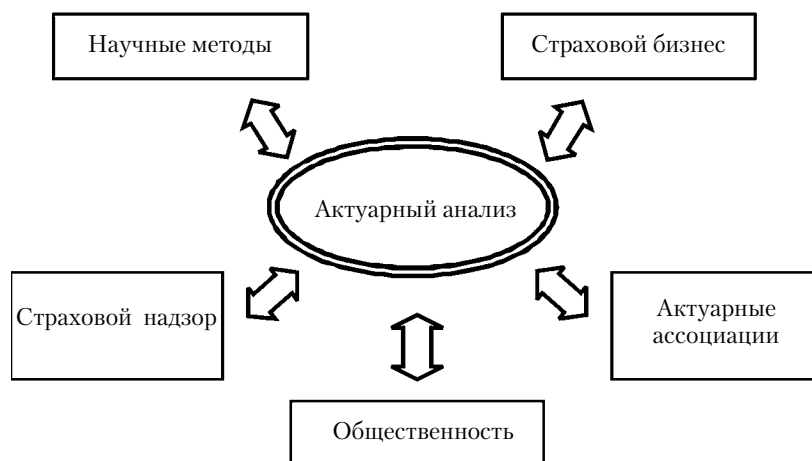 Научные методы
Страховой бизнес
Актуарный анализ
Страховой надзор
Актуарные
ассоциации
Общественность